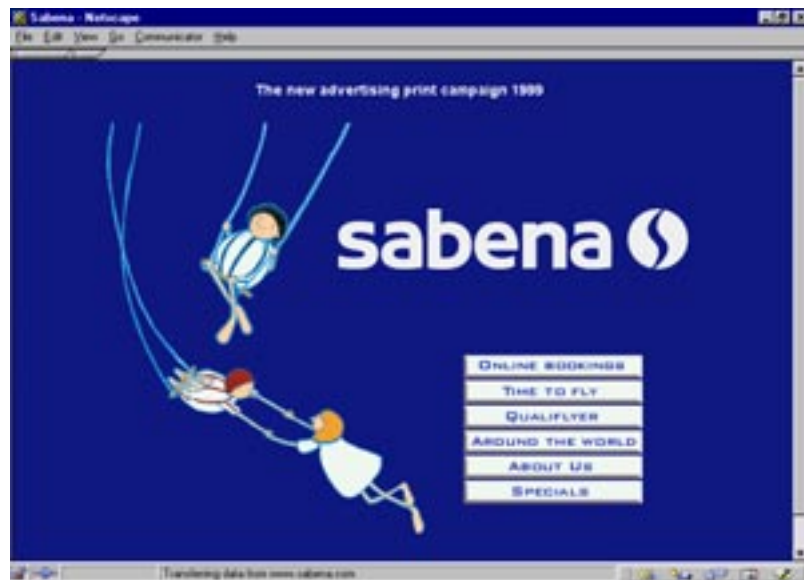 Sabena - Netscape
File Edit View Go Communicator Help
The new advertising print campaign 1999
sabena
ONLINE BOOKINGS
TIME TO FLY
QUALIFLYER
AROUND THE WORLD
ABOUT US
SPECIALS
Transferring data from www.sabena.com